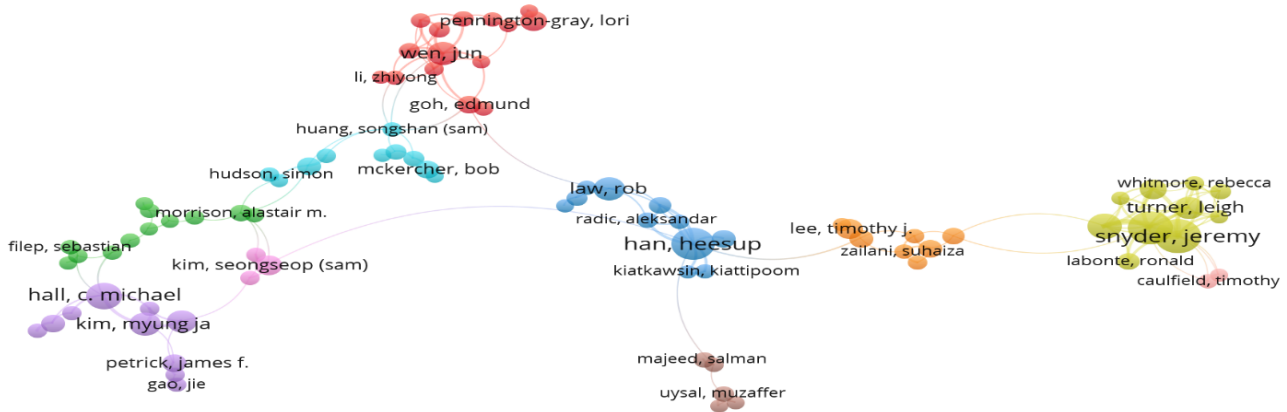 pennington-gray, lori
wen, jun
li, zhiyong
goh, edmund
huang, songshan (sam)
mckercher, bob
hudson, simon
morrison, alastair m.
filep, sebastian
kim, seongseop (sam)
hall, c. michael
kim, myung ja
petrick, james f.
gao, jie
law, rob
radic, aleksandar
han, heesup
kiatkawsin, kiattipoom
majeed, salman
uysal, muzaffer
lee, timothy j.
zailani, suhaiza
whitmore, rebecca
turner, leigh
snyder, jeremy
labonte, ronald
caulfield, timothy